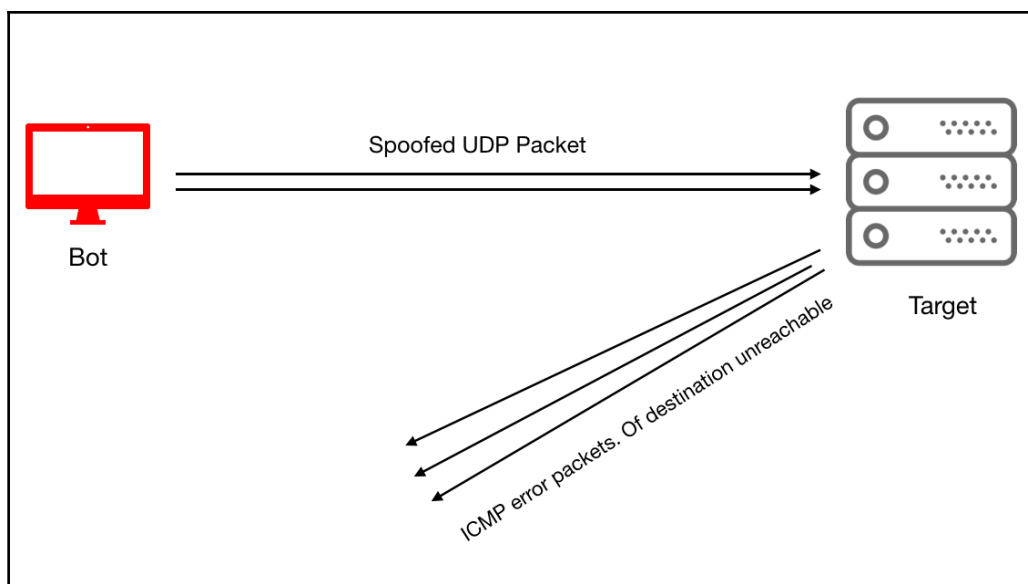 Spoofed UDP Packet
Bot
Target
ICMP error packets. Of destination unreachable